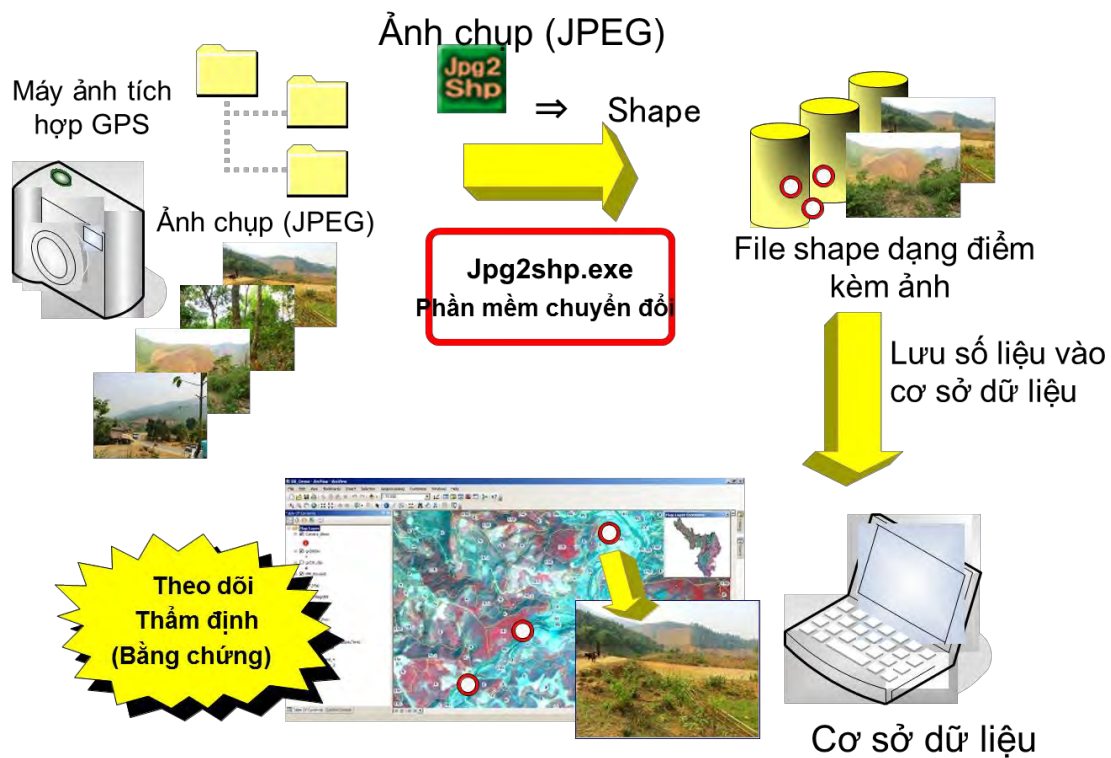 Ảnh chụp (JPEG)
Jpg2
Shp
⇒ Shape
Máy ảnh tích
hợp GPS
Ảnh chụp (JPEG)
Jpg2shp.exe
Phần mềm chuyển đổi
File shape dạng điểm
kèm ảnh
Lưu số liệu vào
cơ sở dữ liệu
Theo dõi
Thẩm định
(Bằng chứng)
Cơ sở dữ liệu